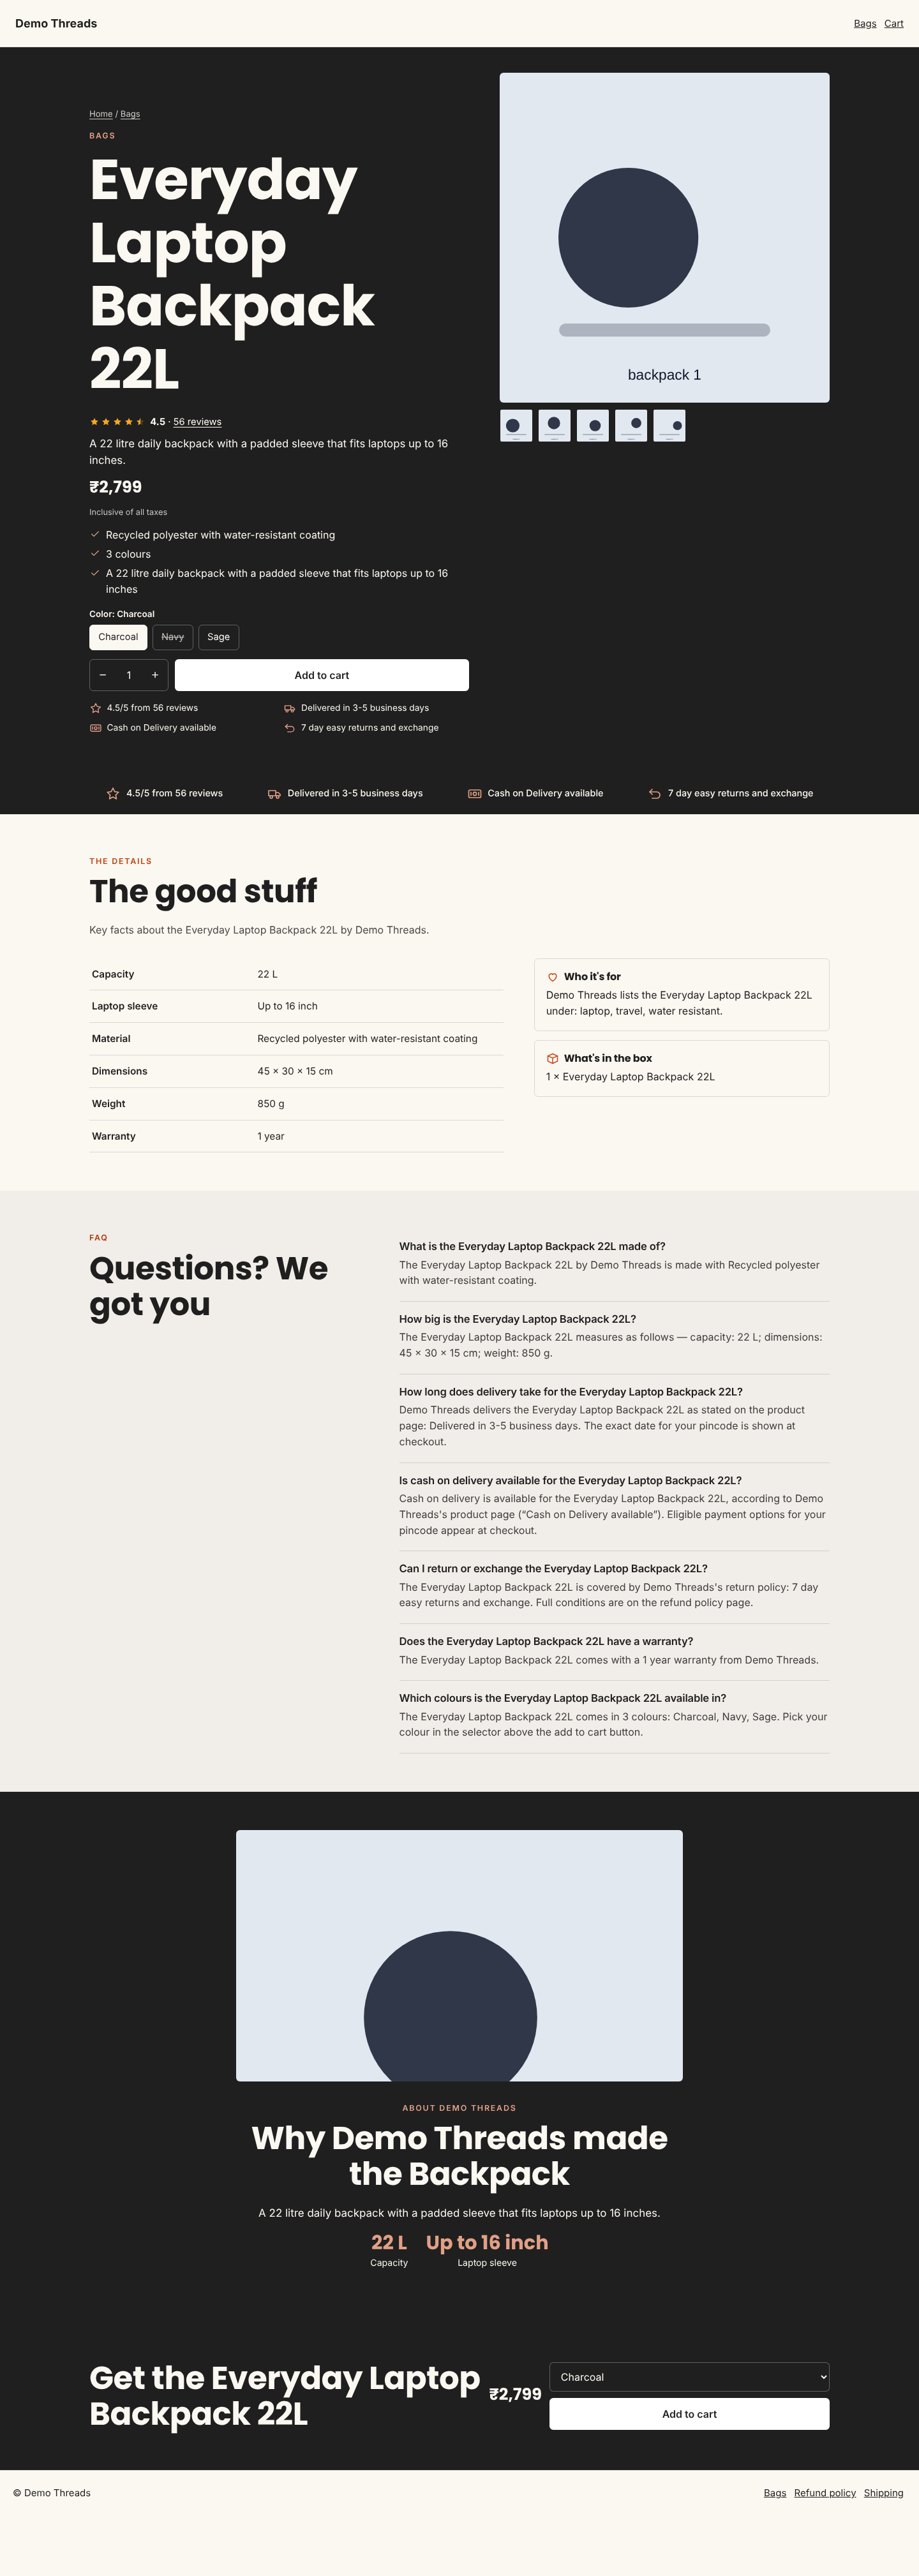 Demo Threads
Bags Cart
Home / Bags
BAGS
Everyday
Laptop
Backpack
22L
4.5 · 56 reviews
A 22 litre daily backpack with a padded sleeve that fits laptops up to 16
inches.
₹2,799
Inclusive of all taxes
Recycled polyester with water-resistant coating
3 colours
A 22 litre daily backpack with a padded sleeve that fits laptops up to 16
inches
Color: Charcoal
Charcoal Navy Sage
− 1 + Add to cart
4.5/5 from 56 reviews Delivered in 3-5 business days
Cash on Delivery available 7 day easy returns and exchange
backpack 1
4.5/5 from 56 reviews Delivered in 3-5 business days Cash on Delivery available 7 day easy returns and exchange
THE DETAILS
The good stuff
Key facts about the Everyday Laptop Backpack 22L by Demo Threads.
Capacity 22 L
Laptop sleeve Up to 16 inch
Material Recycled polyester with water-resistant coating
Dimensions 45 × 30 × 15 cm
Weight 850 g
Warranty 1 year
Who it's for
Demo Threads lists the Everyday Laptop Backpack 22L
under: laptop, travel, water resistant.
What's in the box
1 × Everyday Laptop Backpack 22L
FAQ
Questions? We
got you
What is the Everyday Laptop Backpack 22L made of?
The Everyday Laptop Backpack 22L by Demo Threads is made with Recycled polyester
with water-resistant coating.
How big is the Everyday Laptop Backpack 22L?
The Everyday Laptop Backpack 22L measures as follows — capacity: 22 L; dimensions:
45 × 30 × 15 cm; weight: 850 g.
How long does delivery take for the Everyday Laptop Backpack 22L?
Demo Threads delivers the Everyday Laptop Backpack 22L as stated on the product
page: Delivered in 3-5 business days. The exact date for your pincode is shown at
checkout.
Is cash on delivery available for the Everyday Laptop Backpack 22L?
Cash on delivery is available for the Everyday Laptop Backpack 22L, according to Demo
Threads's product page (“Cash on Delivery available”). Eligible payment options for your
pincode appear at checkout.
Can I return or exchange the Everyday Laptop Backpack 22L?
The Everyday Laptop Backpack 22L is covered by Demo Threads's return policy: 7 day
easy returns and exchange. Full conditions are on the refund policy page.
Does the Everyday Laptop Backpack 22L have a warranty?
The Everyday Laptop Backpack 22L comes with a 1 year warranty from Demo Threads.
Which colours is the Everyday Laptop Backpack 22L available in?
The Everyday Laptop Backpack 22L comes in 3 colours: Charcoal, Navy, Sage. Pick your
colour in the selector above the add to cart button.
ABOUT DEMO THREADS
Why Demo Threads made
the Backpack
A 22 litre daily backpack with a padded sleeve that fits laptops up to 16 inches.
22 L Up to 16 inch
Capacity Laptop sleeve
Get the Everyday Laptop
Backpack 22L
₹2,799
Charcoal
Add to cart
© Demo Threads
Bags Refund policy Shipping